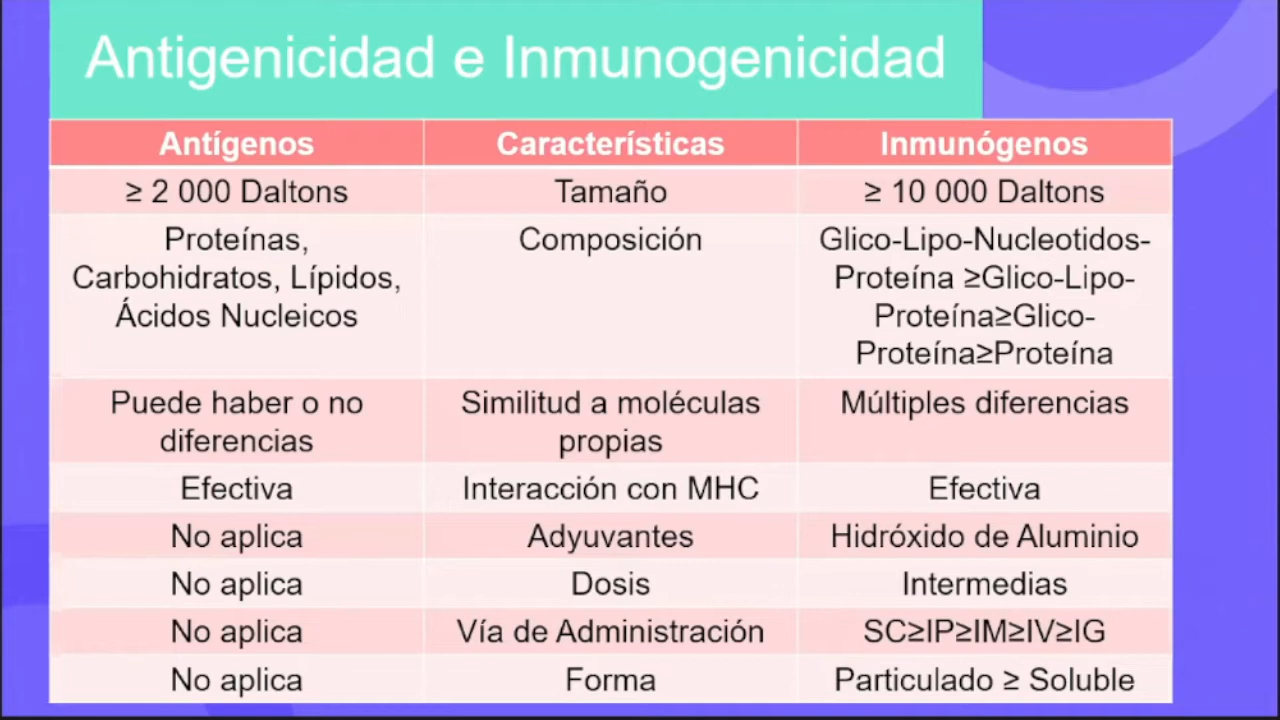 Antigenicidad e Inmunogenicidad
Antígenos Características Inmunógenos
≥ 2 000 Daltons Tamaño ≥ 10 000 Daltons
Proteínas, Composición Glico-Lipo-Nucleotidos-
Carbohidratos, Lípidos, Proteína ≥Glico-Lipo-
Ácidos Nucleicos Proteína≥Glico-
Proteína≥Proteína
Puede haber o no Similitud a moléculas Múltiples diferencias
diferencias propias
Efectiva Interacción con MHC Efectiva
No aplica Adyuvantes Hidróxido de Aluminio
No aplica Dosis Intermedias
No aplica Vía de Administración SC≥IP≥IM≥IV≥IG
No aplica Forma Particulado ≥ Soluble